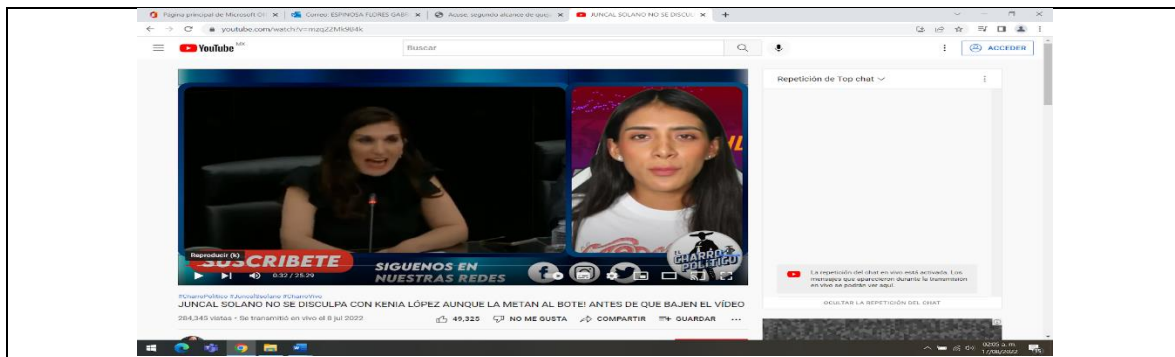 Página principal de Microsoft Of
Correo: ESPINOSA FLORES GABR
Acuse, segundo alcance de quej
JUNCAL SOLANO NO SE DISCUL
youtube.com/watch?v=mzq2ZMk9B4k
YouTube MX
Buscar
ACCEDER
Repetición de Top chat
Reproducir (k)
SUSCRIBETE
SIGUENOS EN
NUESTRAS REDES
EL
CHARRO
POLÍTICO
0:32 / 25:29
#CharroPolitico #JuncalSolano #CharroVivo
JUNCAL SOLANO NO SE DISCULPA CON KENIA LÓPEZ AUNQUE LA METAN AL BOTE! ANTES DE QUE BAJEN EL VÍDEO
284,345 vistas • Se transmitió en vivo el 8 jul 2022
49,325
NO ME GUSTA
COMPARTIR
GUARDAR
La repetición del chat en vivo está activada. Los
mensajes que aparecieron durante la transmisión
en vivo se podrán ver aquí.
OCULTAR LA REPETICIÓN DEL CHAT
02:05 a. m.
17/08/2022